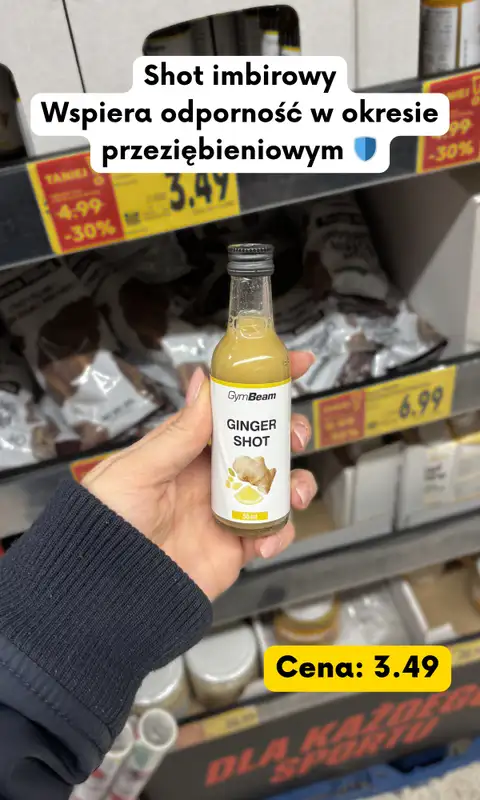 Shot imbirowy
Wspiera odporność w okresie
przeziębieniowym
TANIEJ
4.99
-30%
3.49
-30%
GymBeam
GINGER
SHOT
6.99
Cena: 3.49
DLA KAŻDEGO
SPORTU